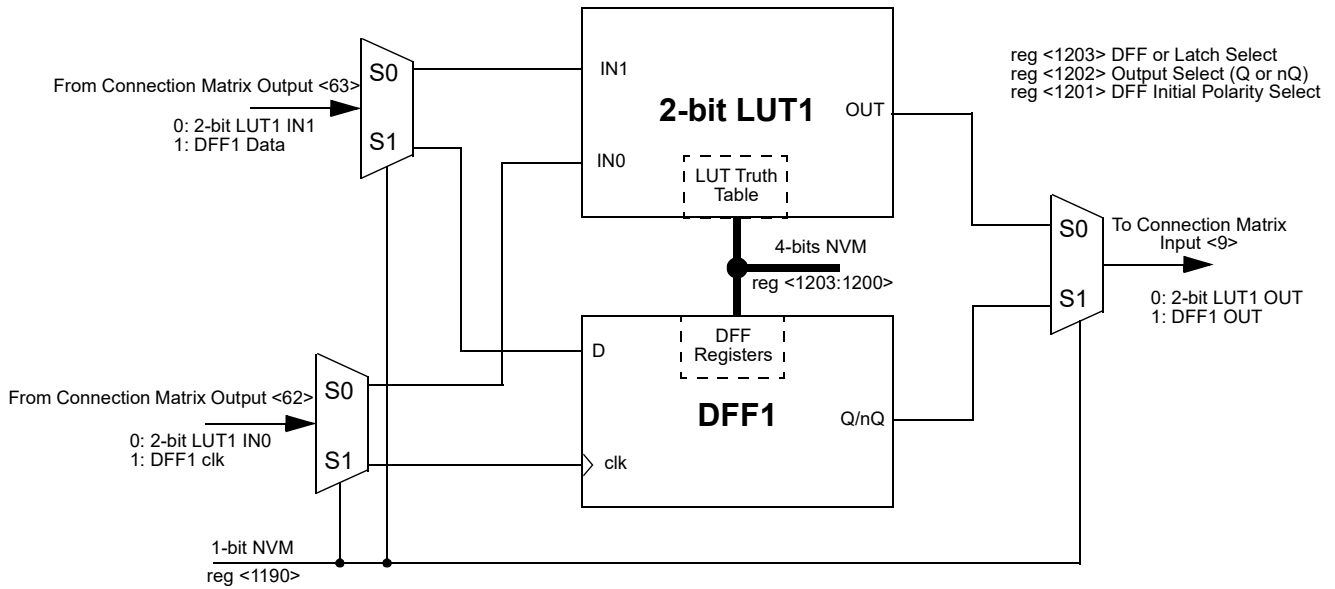 reg <1203> DFF or Latch Select
reg <1202> Output Select (Q or nQ)
reg <1201> DFF Initial Polarity Select
From Connection Matrix Output <63>
0: 2-bit LUT1 IN1
1: DFF1 Data
S0
S1
IN1
IN0
2-bit LUT1
OUT
LUT Truth
Table
4-bits NVM
reg <1203:1200>
S0
S1
To Connection Matrix
Input <9>
0: 2-bit LUT1 OUT
1: DFF1 OUT
From Connection Matrix Output <62>
0: 2-bit LUT1 IN0
1: DFF1 clk
S0
S1
D
clk
DFF
Registers
DFF1
Q/nQ
1-bit NVM
reg <1190>